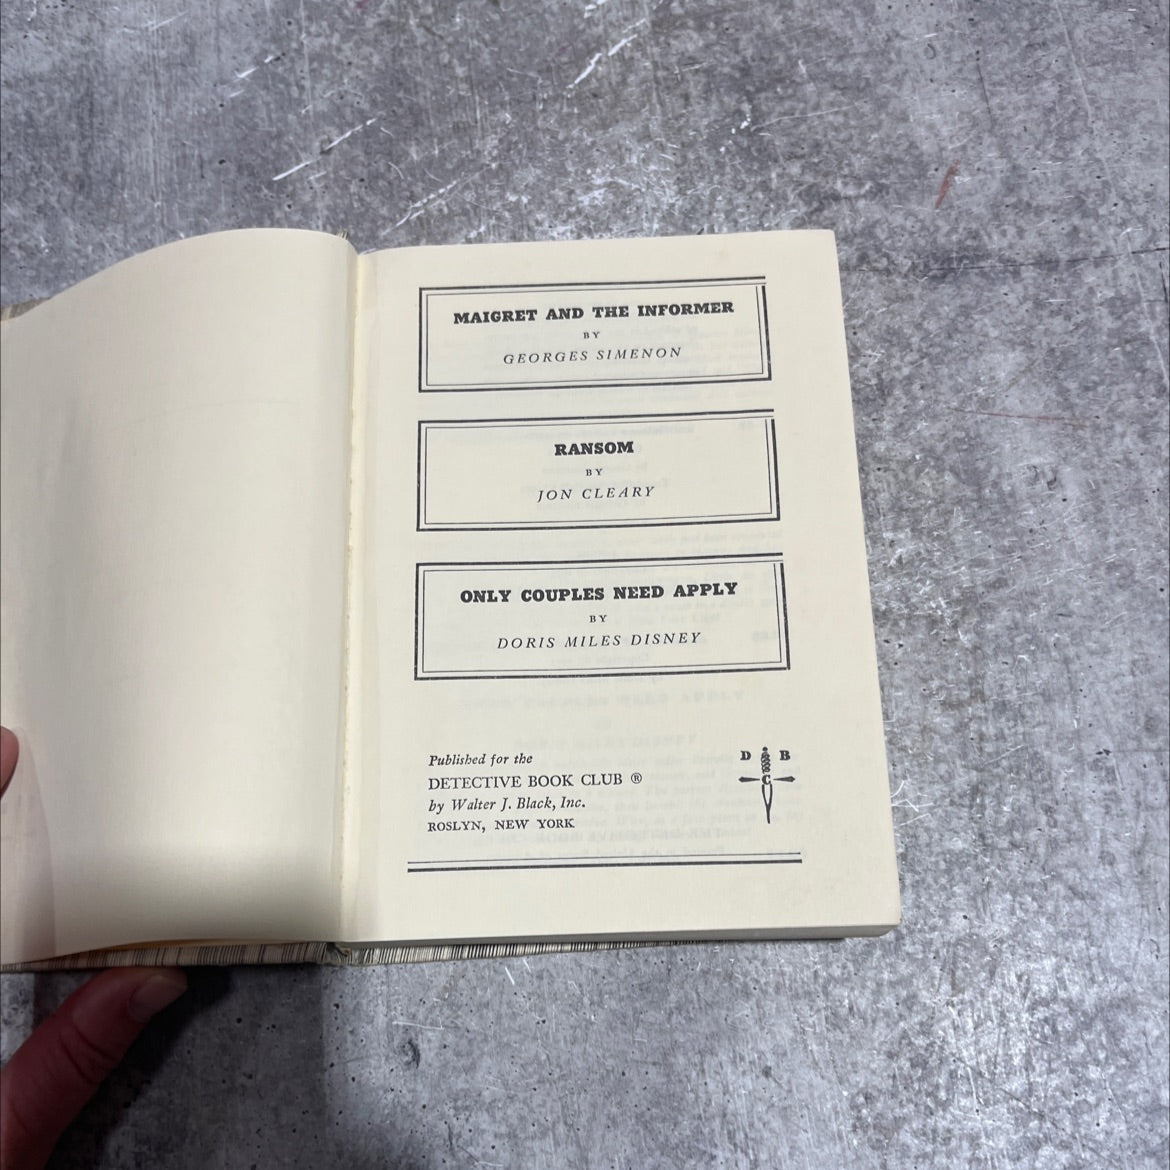 MAIGRET AND THE INFORMER
BY
GEORGES SIMENON
RANSOM
BY
JON CLEARY
ONLY COUPLES NEED APPLY
BY
DORIS MILES DISNEY
Published for the
DETECTIVE BOOK CLUB ®
by Walter J. Black, Inc.
ROSLYN, NEW YORK
D B
C